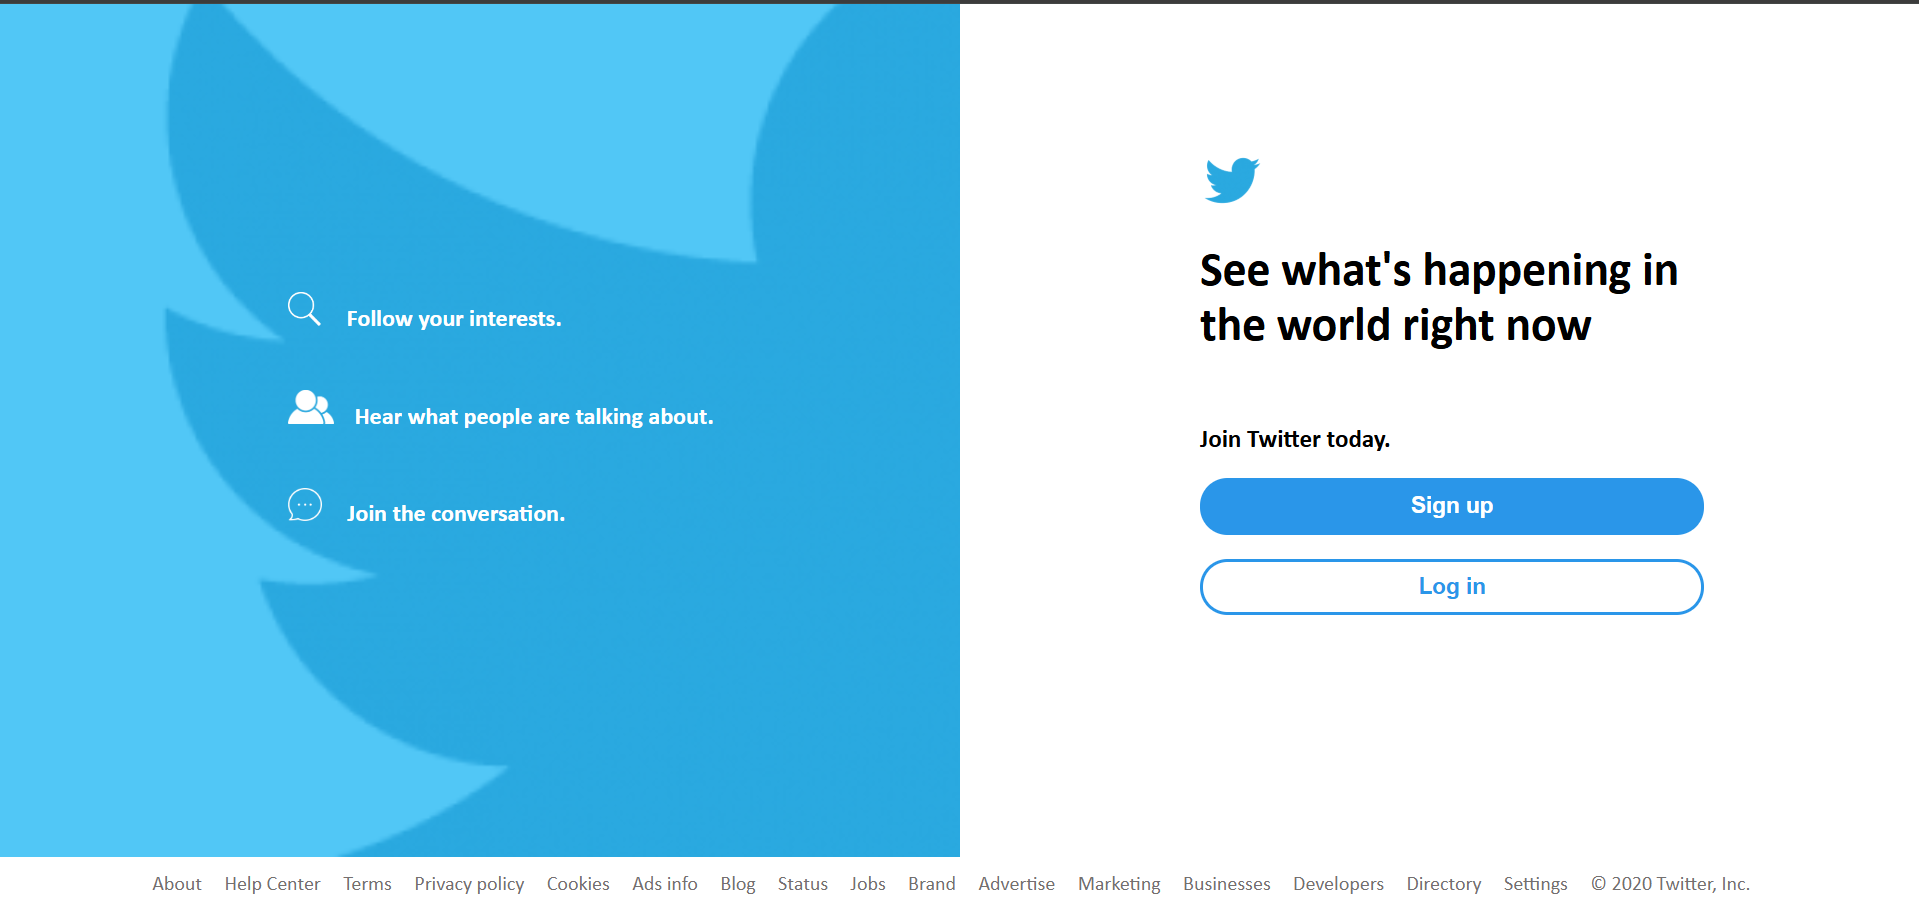 Follow your interests.
Hear what people are talking about.
Join the conversation.
See what's happening in
the world right now
Join Twitter today.
Sign up
Log in
About Help Center Terms Privacy policy Cookies Ads info Blog Status Jobs Brand Advertise Marketing Businesses Developers Directory Settings © 2020 Twitter, Inc.